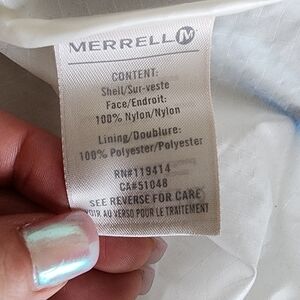 MERRELL M
CONTENT:
Shell/Sur-veste
Face/Endroit:
100% Nylon/Nylon
Lining/Doublure:
100% Polyester/Polyester
RN#119414
CA#51048
SEE REVERSE FOR CARE
VOIR AU VERSO POUR LE TRAITEMENT